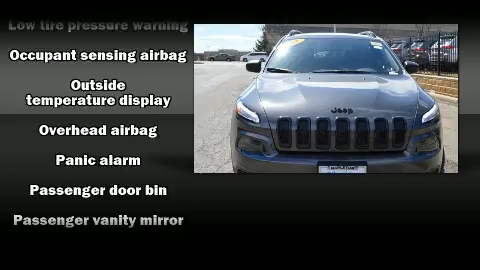 Low tire pressure warning
Occupant sensing airbag
Outside
temperature display
Overhead airbag
Panic alarm
Passenger door bin
Passenger vanity mirror
Jeep